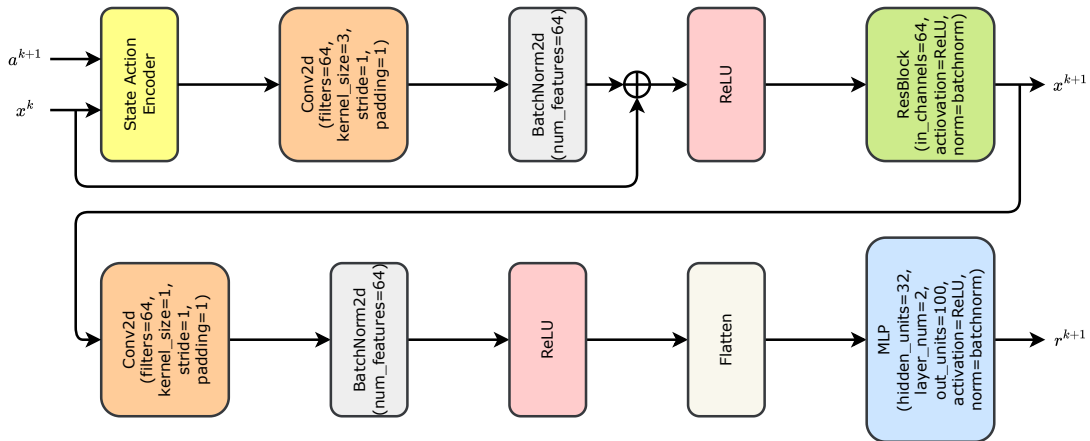 a^{k+1}
x^k
State Action
Encoder
Conv2d
(filters=64,
kernel_size=3,
stride=1,
padding=1)
BatchNorm2d
(num_features=64)
ReLU
ResBlock
(in_channels=64,
actiovation=ReLU,
norm=batchnorm)
x^{k+1}
Conv2d
(filters=64,
kernel_size=1,
stride=1,
padding=1)
BatchNorm2d
(num_features=64)
ReLU
Flatten
MLP
(hidden_units=32,
layer_num=2,
out_units=100,
activation=ReLU,
norm=batchnorm)
r^{k+1}